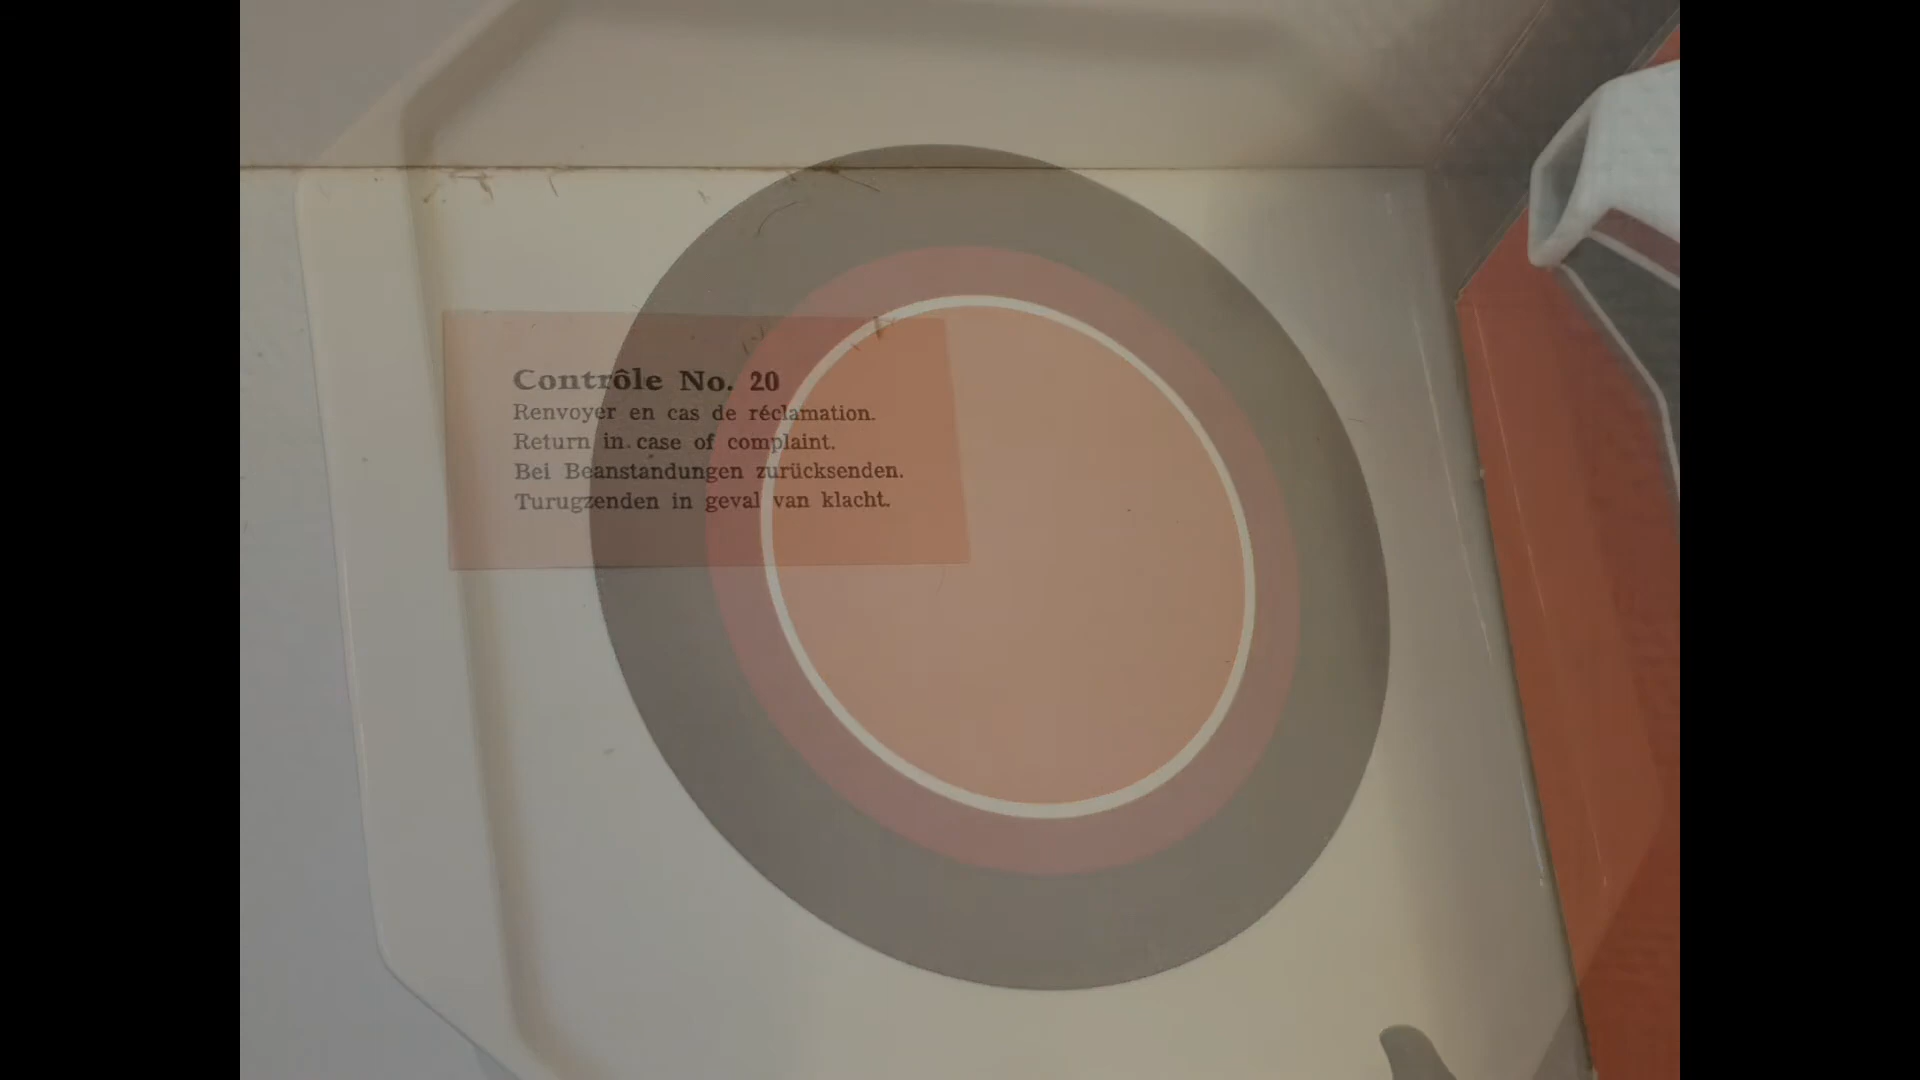 Contrôle No. 20
Renvoyer en cas de réclamation.
Return in case of complaint.
Bei Beanstandungen zurücksenden.
Turugzenden in geval van klacht.